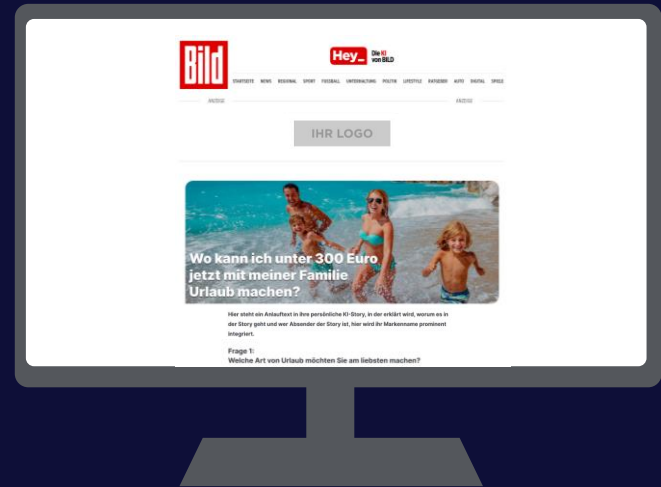 Bild
Hey_ Die KI
von BILD
STARTSEITE NEWS REGIONAL SPORT FUSSBALL UNTERHALTUNG POLITIK LIFESTYLE RATGEBER AUTO DIGITAL SPIELE
ANZEIGE ANZEIGE
IHR LOGO
Wo kann ich unter 300 Euro
jetzt mit meiner Familie
Urlaub machen?
Hier steht ein Anlauftext in Ihre persönliche KI-Story, in der erklärt wird, worum es in
der Story geht und wer Absender der Story ist, hier wird ihr Markenname prominent
integriert.
Frage 1:
Welche Art von Urlaub möchten Sie am liebsten machen?